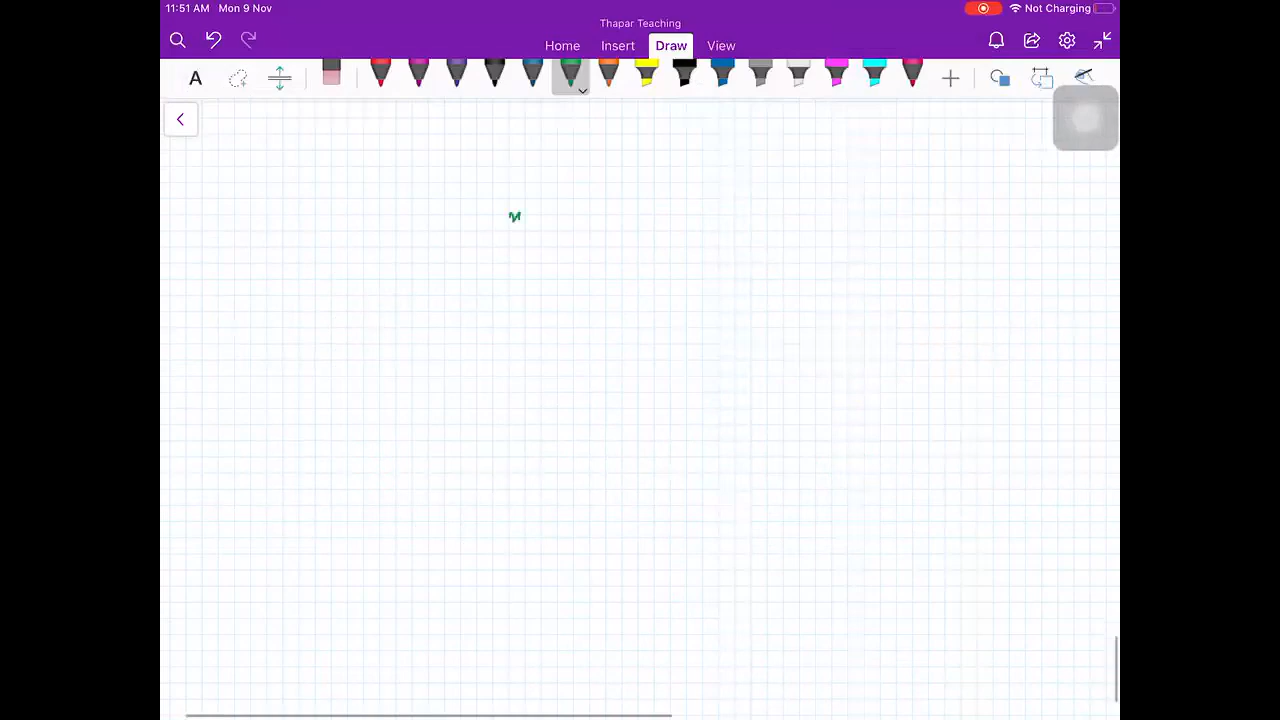 11:51 AM Mon 9 Nov
Not Charging
Thapar Teaching
Home Insert Draw View
A